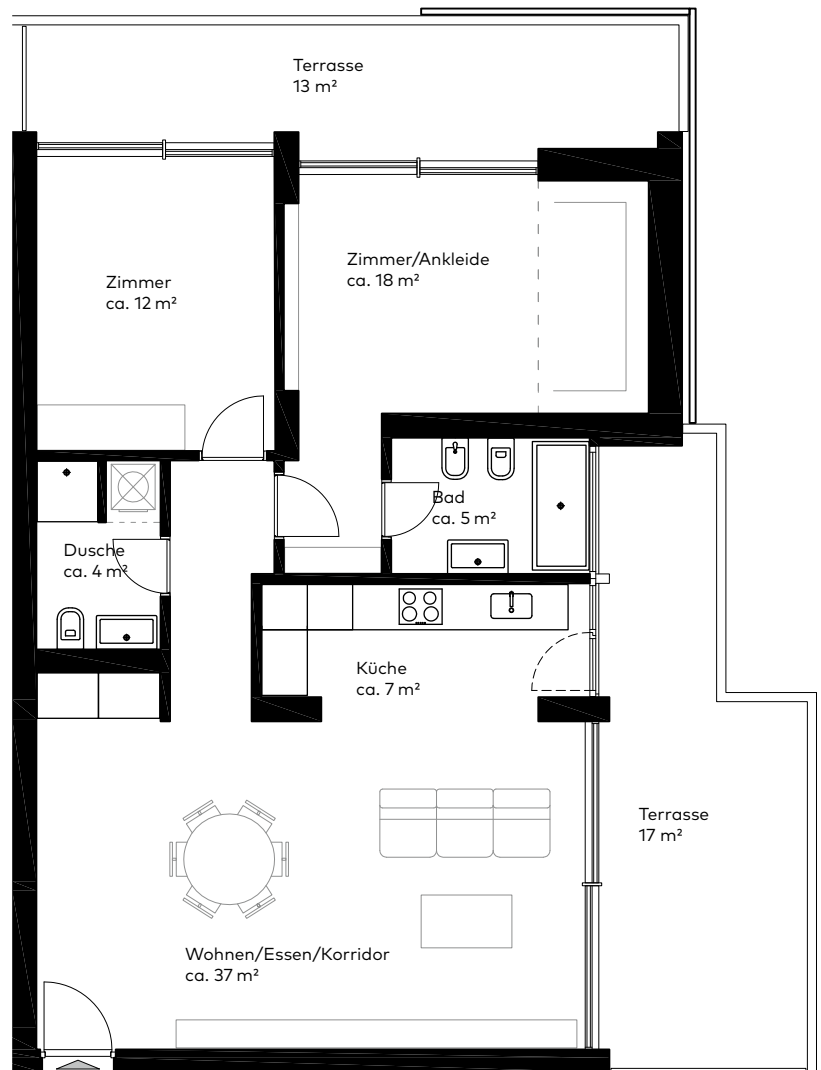 Terrasse
13 m²
Zimmer/Ankleide
ca. 18 m²
Zimmer
ca. 12 m²
Bad
ca. 5 m²
Dusche
ca. 4 m²
Küche
ca. 7 m²
Terrasse
17 m²
Wohnen/Essen/Korridor
ca. 37 m²